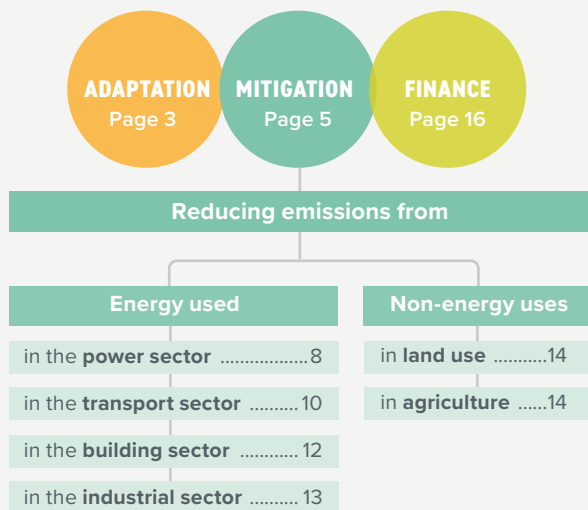 ADAPTATION
Page 3
MITIGATION
Page 5
FINANCE
Page 16
Reducing emissions from
Energy used
in the power sector ..................8
in the transport sector ..........10
in the building sector ............12
in the industrial sector ..........13
Non-energy uses
in land use ...........14
in agriculture ......14